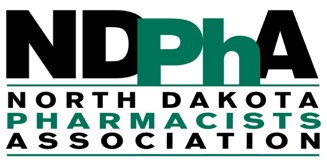 NDPhA
NORTH DAKOTA
PHARMACISTS
ASSOCIATION